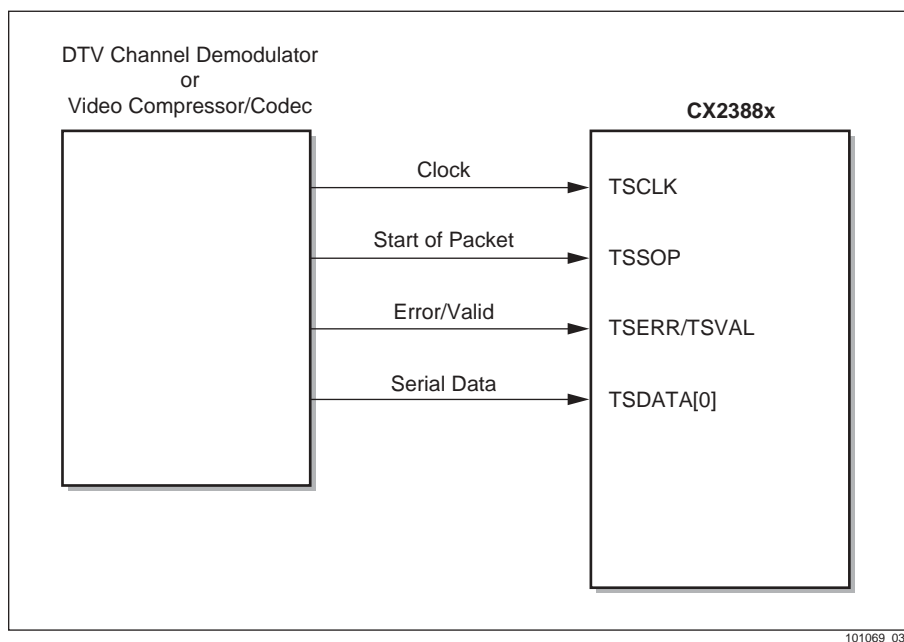 DTV Channel Demodulator
or
Video Compressor/Codec
CX2388x
Clock
TSCLK
Start of Packet
TSSOP
Error/Valid
TSERR/TSVAL
Serial Data
TSDATA[0]
101069_03